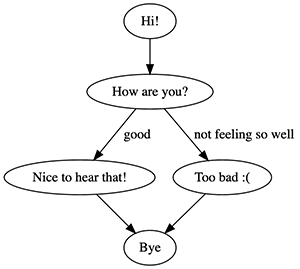 Hi!
How are you?
good
not feeling so well
Nice to hear that!
Too bad :(
Bye